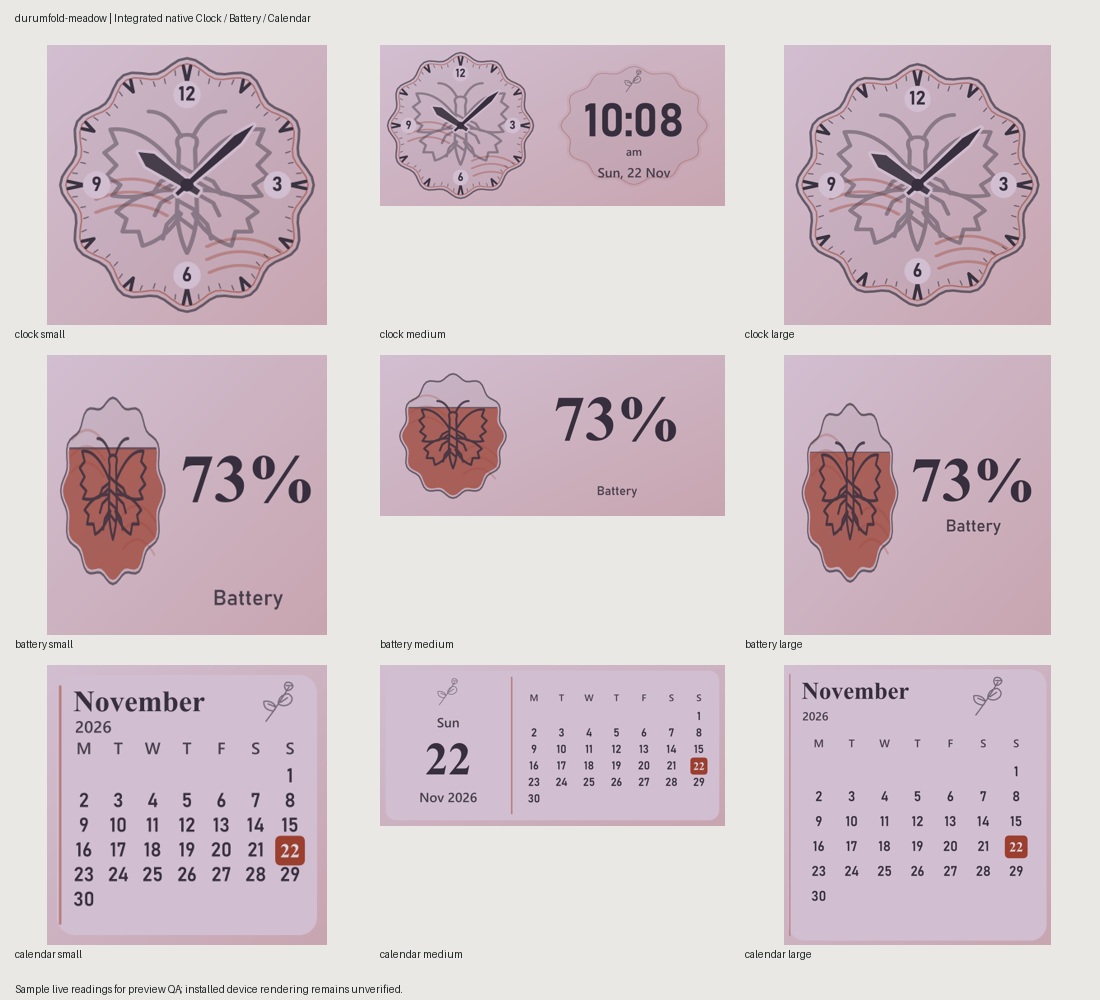 durumfold-meadow | Integrated native Clock / Battery / Calendar
12
9
3
6
clock small
12
9
3
6
10:08
am
Sun, 22 Nov
clock medium
12
9
3
6
clock large
73%
Battery
battery small
73%
Battery
battery medium
73%
Battery
battery large
November
2026
M T W T F S S
1
2 3 4 5 6 7 8
9 10 11 12 13 14 15
16 17 18 19 20 21 22
23 24 25 26 27 28 29
30
calendar small
Sun
22
Nov 2026
M T W T F S S
1
2 3 4 5 6 7 8
9 10 11 12 13 14 15
16 17 18 19 20 21 22
23 24 25 26 27 28 29
30
calendar medium
November
2026
M T W T F S S
1
2 3 4 5 6 7 8
9 10 11 12 13 14 15
16 17 18 19 20 21 22
23 24 25 26 27 28 29
30
calendar large
Sample live readings for preview QA; installed device rendering remains unverified.